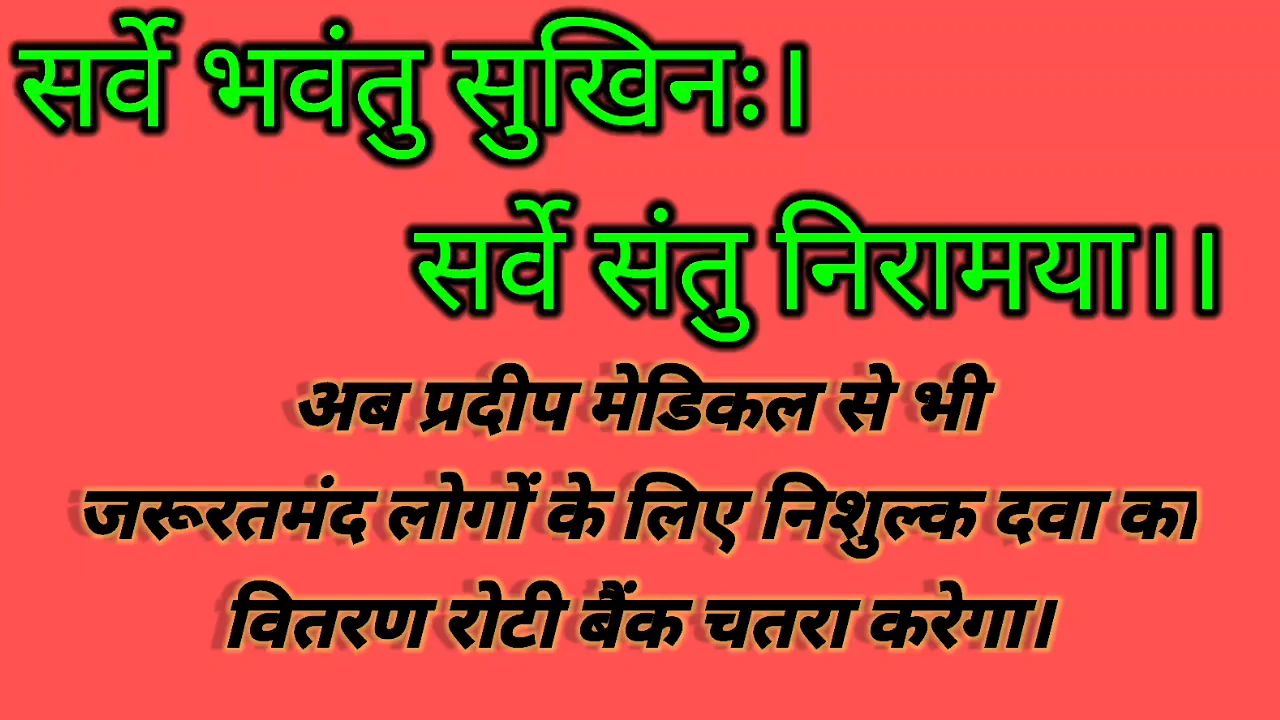 सर्वे भवंतु सुखिनः।
सर्वे संतु निरामया।।
अब प्रदीप मेडिकल से भी
जरूरतमंद लोगों के लिए निशुल्क दवा का
वितरण रोटी बैंक चतरा करेगा।